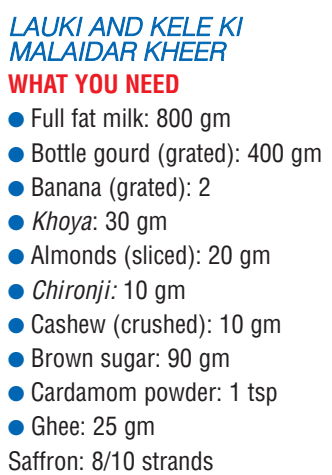 LAUKI AND KELE KI
MALAIDAR KHEER
WHAT YOU NEED
● Full fat milk: 800 gm
● Bottle gourd (grated): 400 gm
● Banana (grated): 2
● Khoya: 30 gm
● Almonds (sliced): 20 gm
● Chironji: 10 gm
● Cashew (crushed): 10 gm
● Brown sugar: 90 gm
● Cardamom powder: 1 tsp
● Ghee: 25 gm
Saffron: 8/10 strands